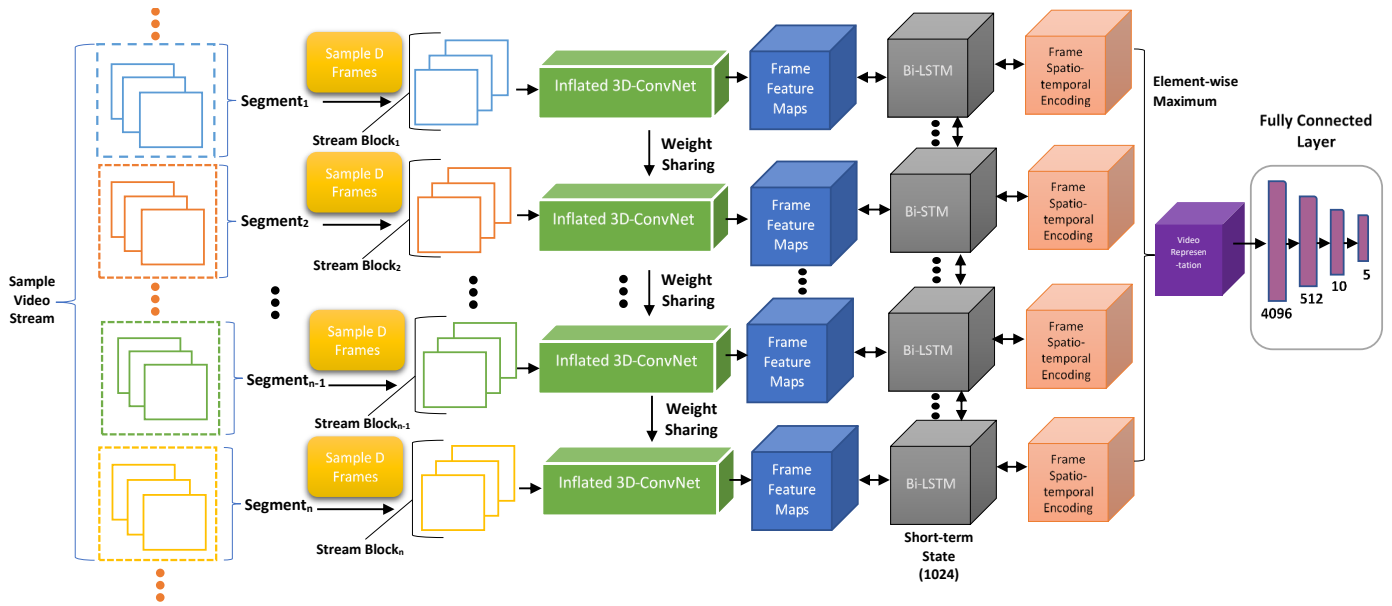 Sample
Video
Stream
Segment1
Sample D
Frames
Stream Block1
Inflated 3D-ConvNet
Frame
Feature
Maps
Bi-LSTM
Frame
Spatio-
temporal
Encoding
Weight
Sharing
Segment2
Sample D
Frames
Stream Block2
Inflated 3D-ConvNet
Frame
Feature
Maps
Bi-STM
Frame
Spatio-
temporal
Encoding
Weight
Sharing
Segmentn-1
Sample D
Frames
Stream Blockn-1
Inflated 3D-ConvNet
Frame
Feature
Maps
Bi-LSTM
Frame
Spatio-
temporal
Encoding
Weight
Sharing
Segmentn
Sample D
Frames
Stream Blockn
Inflated 3D-ConvNet
Frame
Feature
Maps
Bi-LSTM
Frame
Spatio-
temporal
Encoding
Short-term
State
(1024)
Element-wise
Maximum
Video
Represen
-tation
Fully Connected
Layer
4096
512
10
5